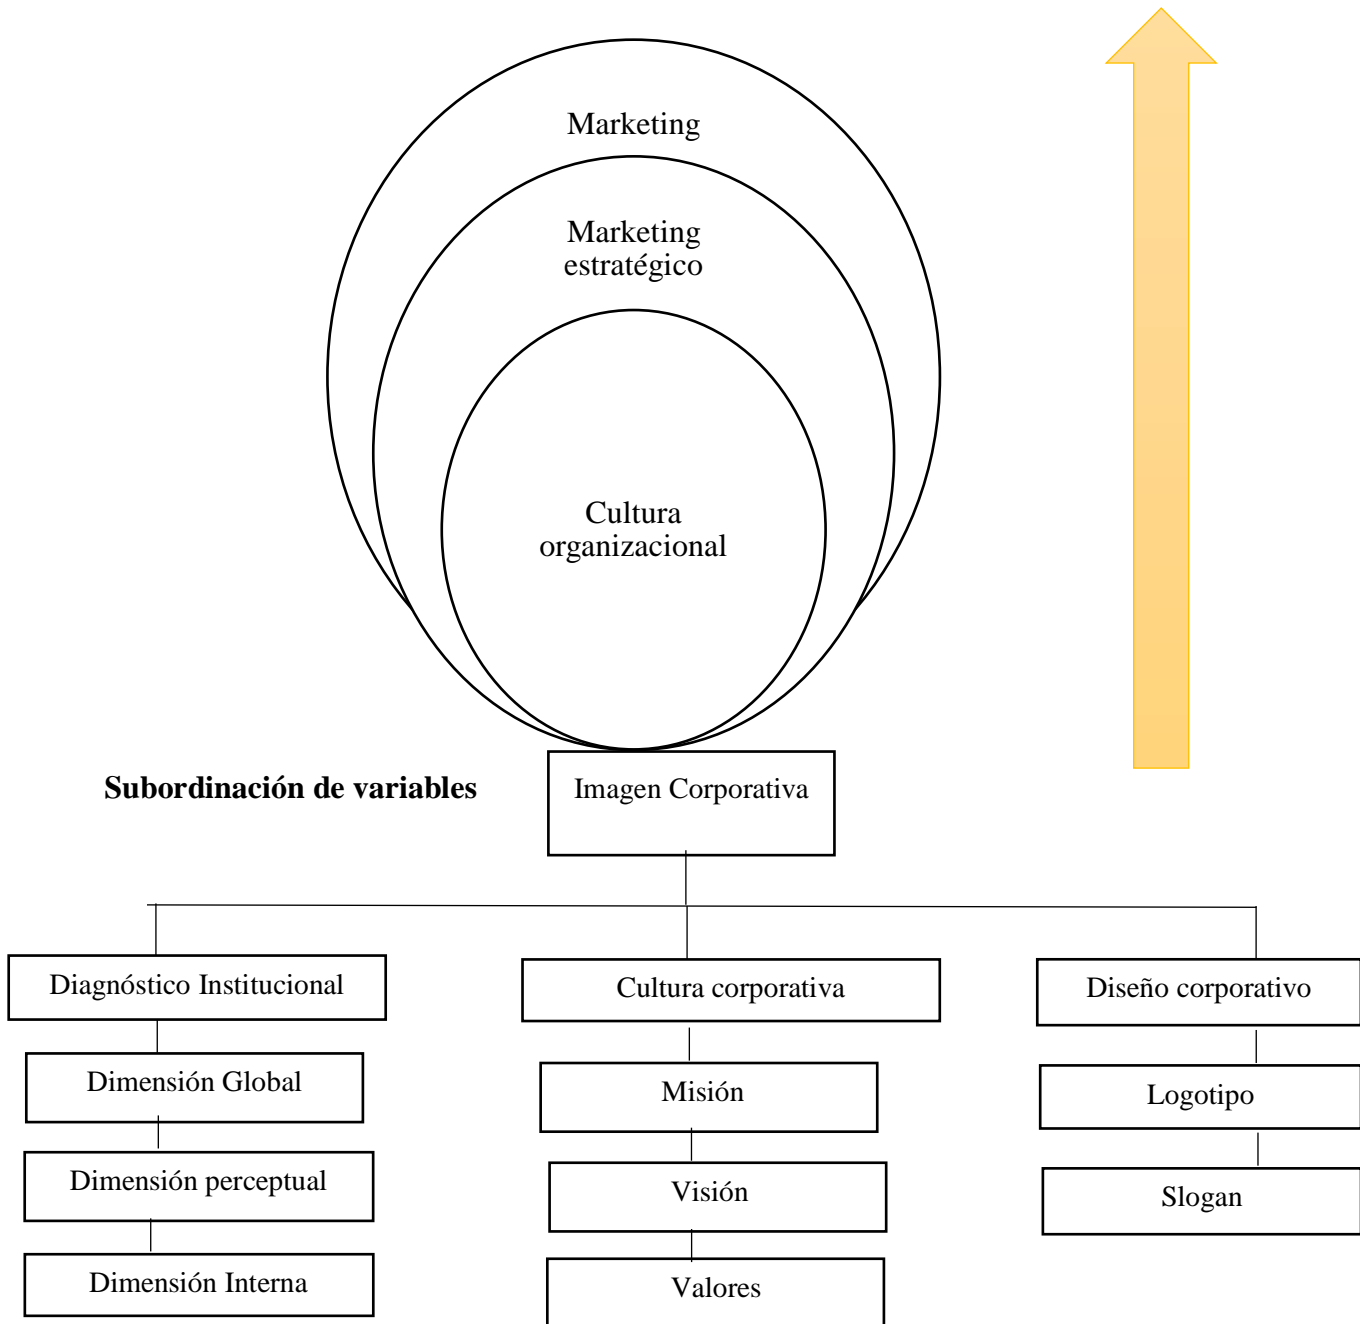 Marketing
Marketing
estratégico
Cultura
organizacional
Subordinación de variables
Imagen Corporativa
Diagnóstico Institucional
Cultura corporativa
Diseño corporativo
Dimensión Global
Misión
Logotipo
Dimensión perceptual
Visión
Slogan
Dimensión Interna
Valores